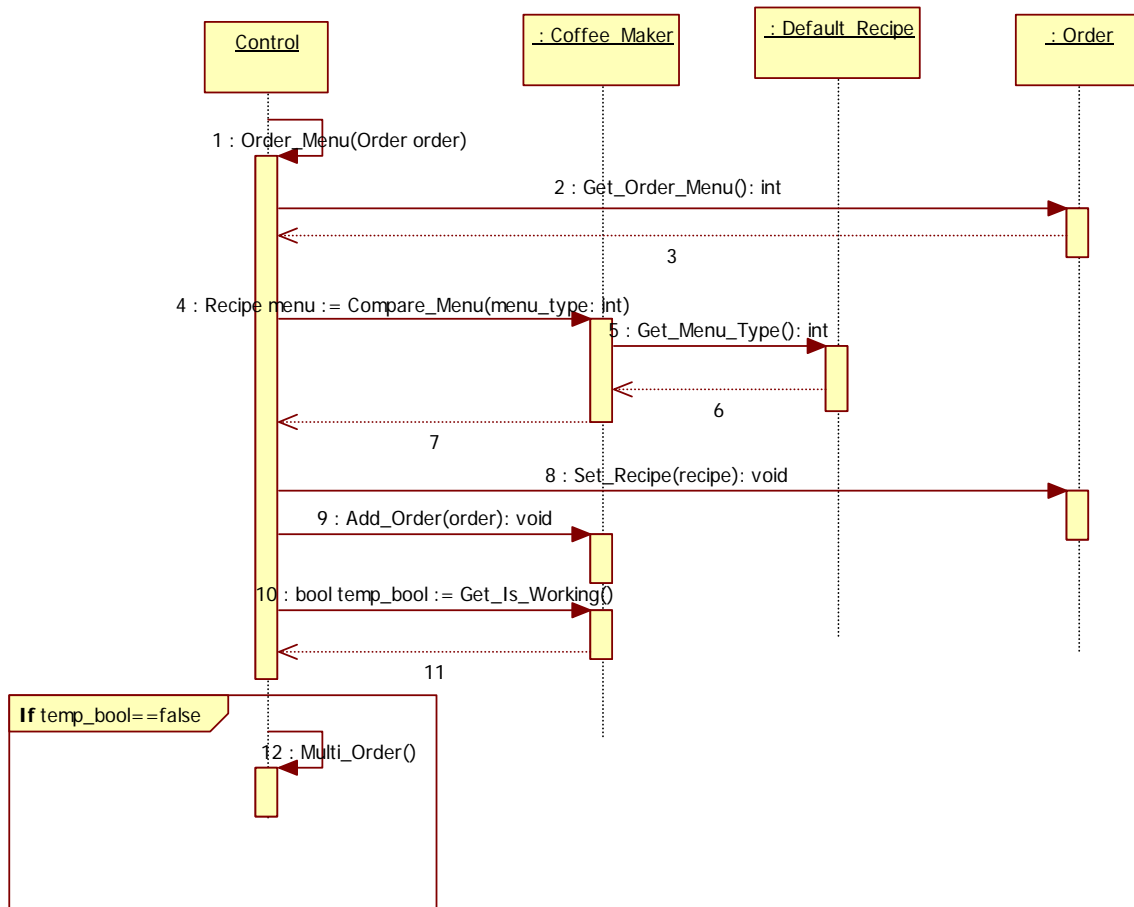 Control
: Coffee_Maker
: Default_Recipe
: Order
1 : Order_Menu(Order order)
2 : Get_Order_Menu(): int
3
4 : Recipe menu := Compare_Menu(menu_type: int)
5 : Get_Menu_Type(): int
6
7
8 : Set_Recipe(recipe): void
9 : Add_Order(order): void
10 : bool temp_bool := Get_Is_Working()
11
If temp_bool==false
12 : Multi_Order()